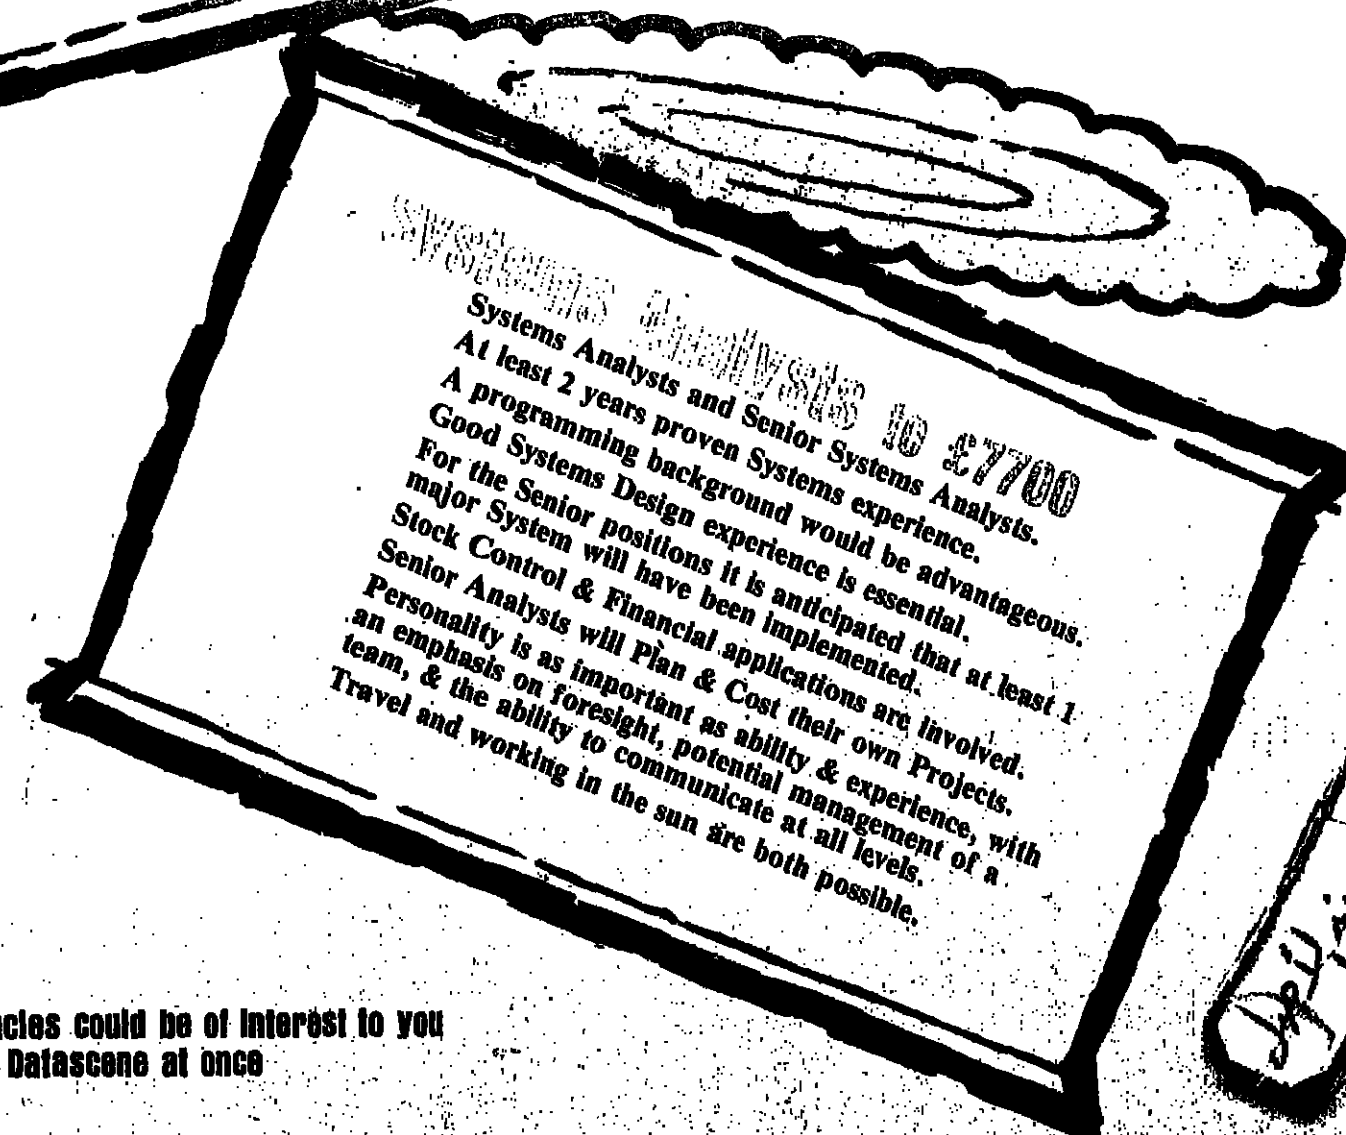 Systems Analysts to £7700
Systems Analysts and Senior Systems Analysts.
At least 2 years proven Systems experience.
A programming background would be advantageous.
Good Systems Design experience is essential.
For the Senior positions it is anticipated that at least 1
major System will have been implemented.
Stock Control & Financial applications are involved.
Senior Analysts will Plan & Cost their own Projects.
Personality is as important as ability & experience, with
an emphasis on foresight, potential management of a
team, & the ability to communicate at all levels.
Travel and working in the sun are both possible.
could be of interest to you
Datascene at once